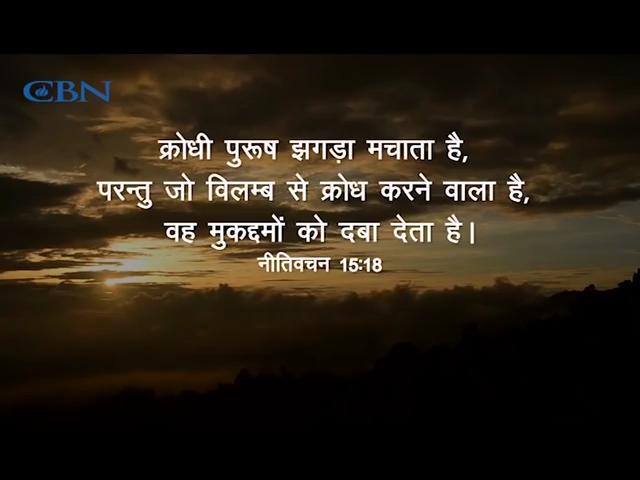 CBN
क्रोधी पुरूष झगड़ा मचाता है,
परन्तु जो विलम्ब से क्रोध करने वाला है,
वह मुकद्दमों को दबा देता है।
नीतिवचन 15:18